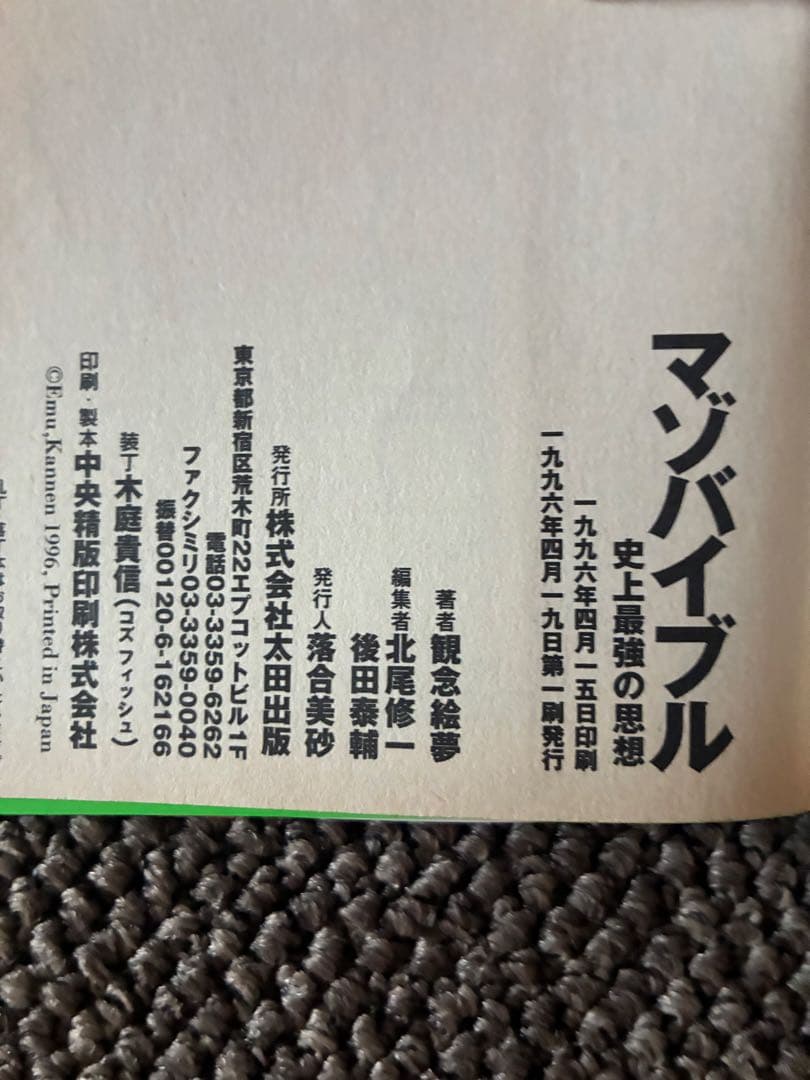 マゾバイブル
史上最強の思想
一九九六年四月一五日印刷
一九九六年四月一九日第一刷発行
著者 観念絵夢
編集者 北尾修一
後田泰輔
発行人 落合美砂
発行所 株式会社太田出版
東京都新宿区荒木町22エプコットビル1F
電話03-3359-6262
ファクシミリ03-3359-0040
振替00120-6-162166
装丁 木庭貴信(コズフィッシュ)
印刷・製本 中央精版印刷株式会社
©Emu,Kannen 1996, Printed in Japan